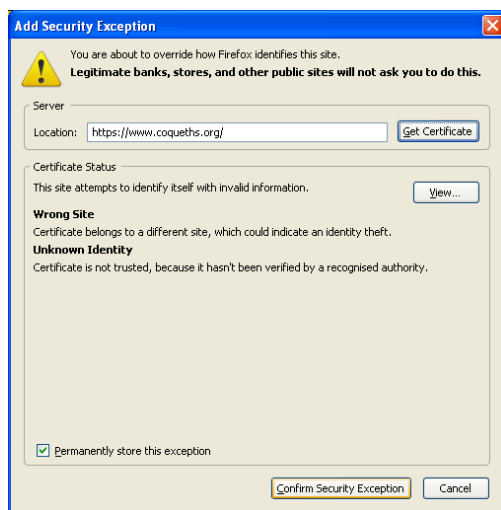 Add Security Exception
You are about to override how Firefox identifies this site.
Legitimate banks, stores, and other public sites will not ask you to do this.
Server
Location: https://www.coqueths.org/ Get Certificate
Certificate Status
This site attempts to identify itself with invalid information. View...
Wrong Site
Certificate belongs to a different site, which could indicate an identity theft.
Unknown Identity
Certificate is not trusted, because it hasn't been verified by a recognised authority.
Permanently store this exception
Confirm Security Exception Cancel